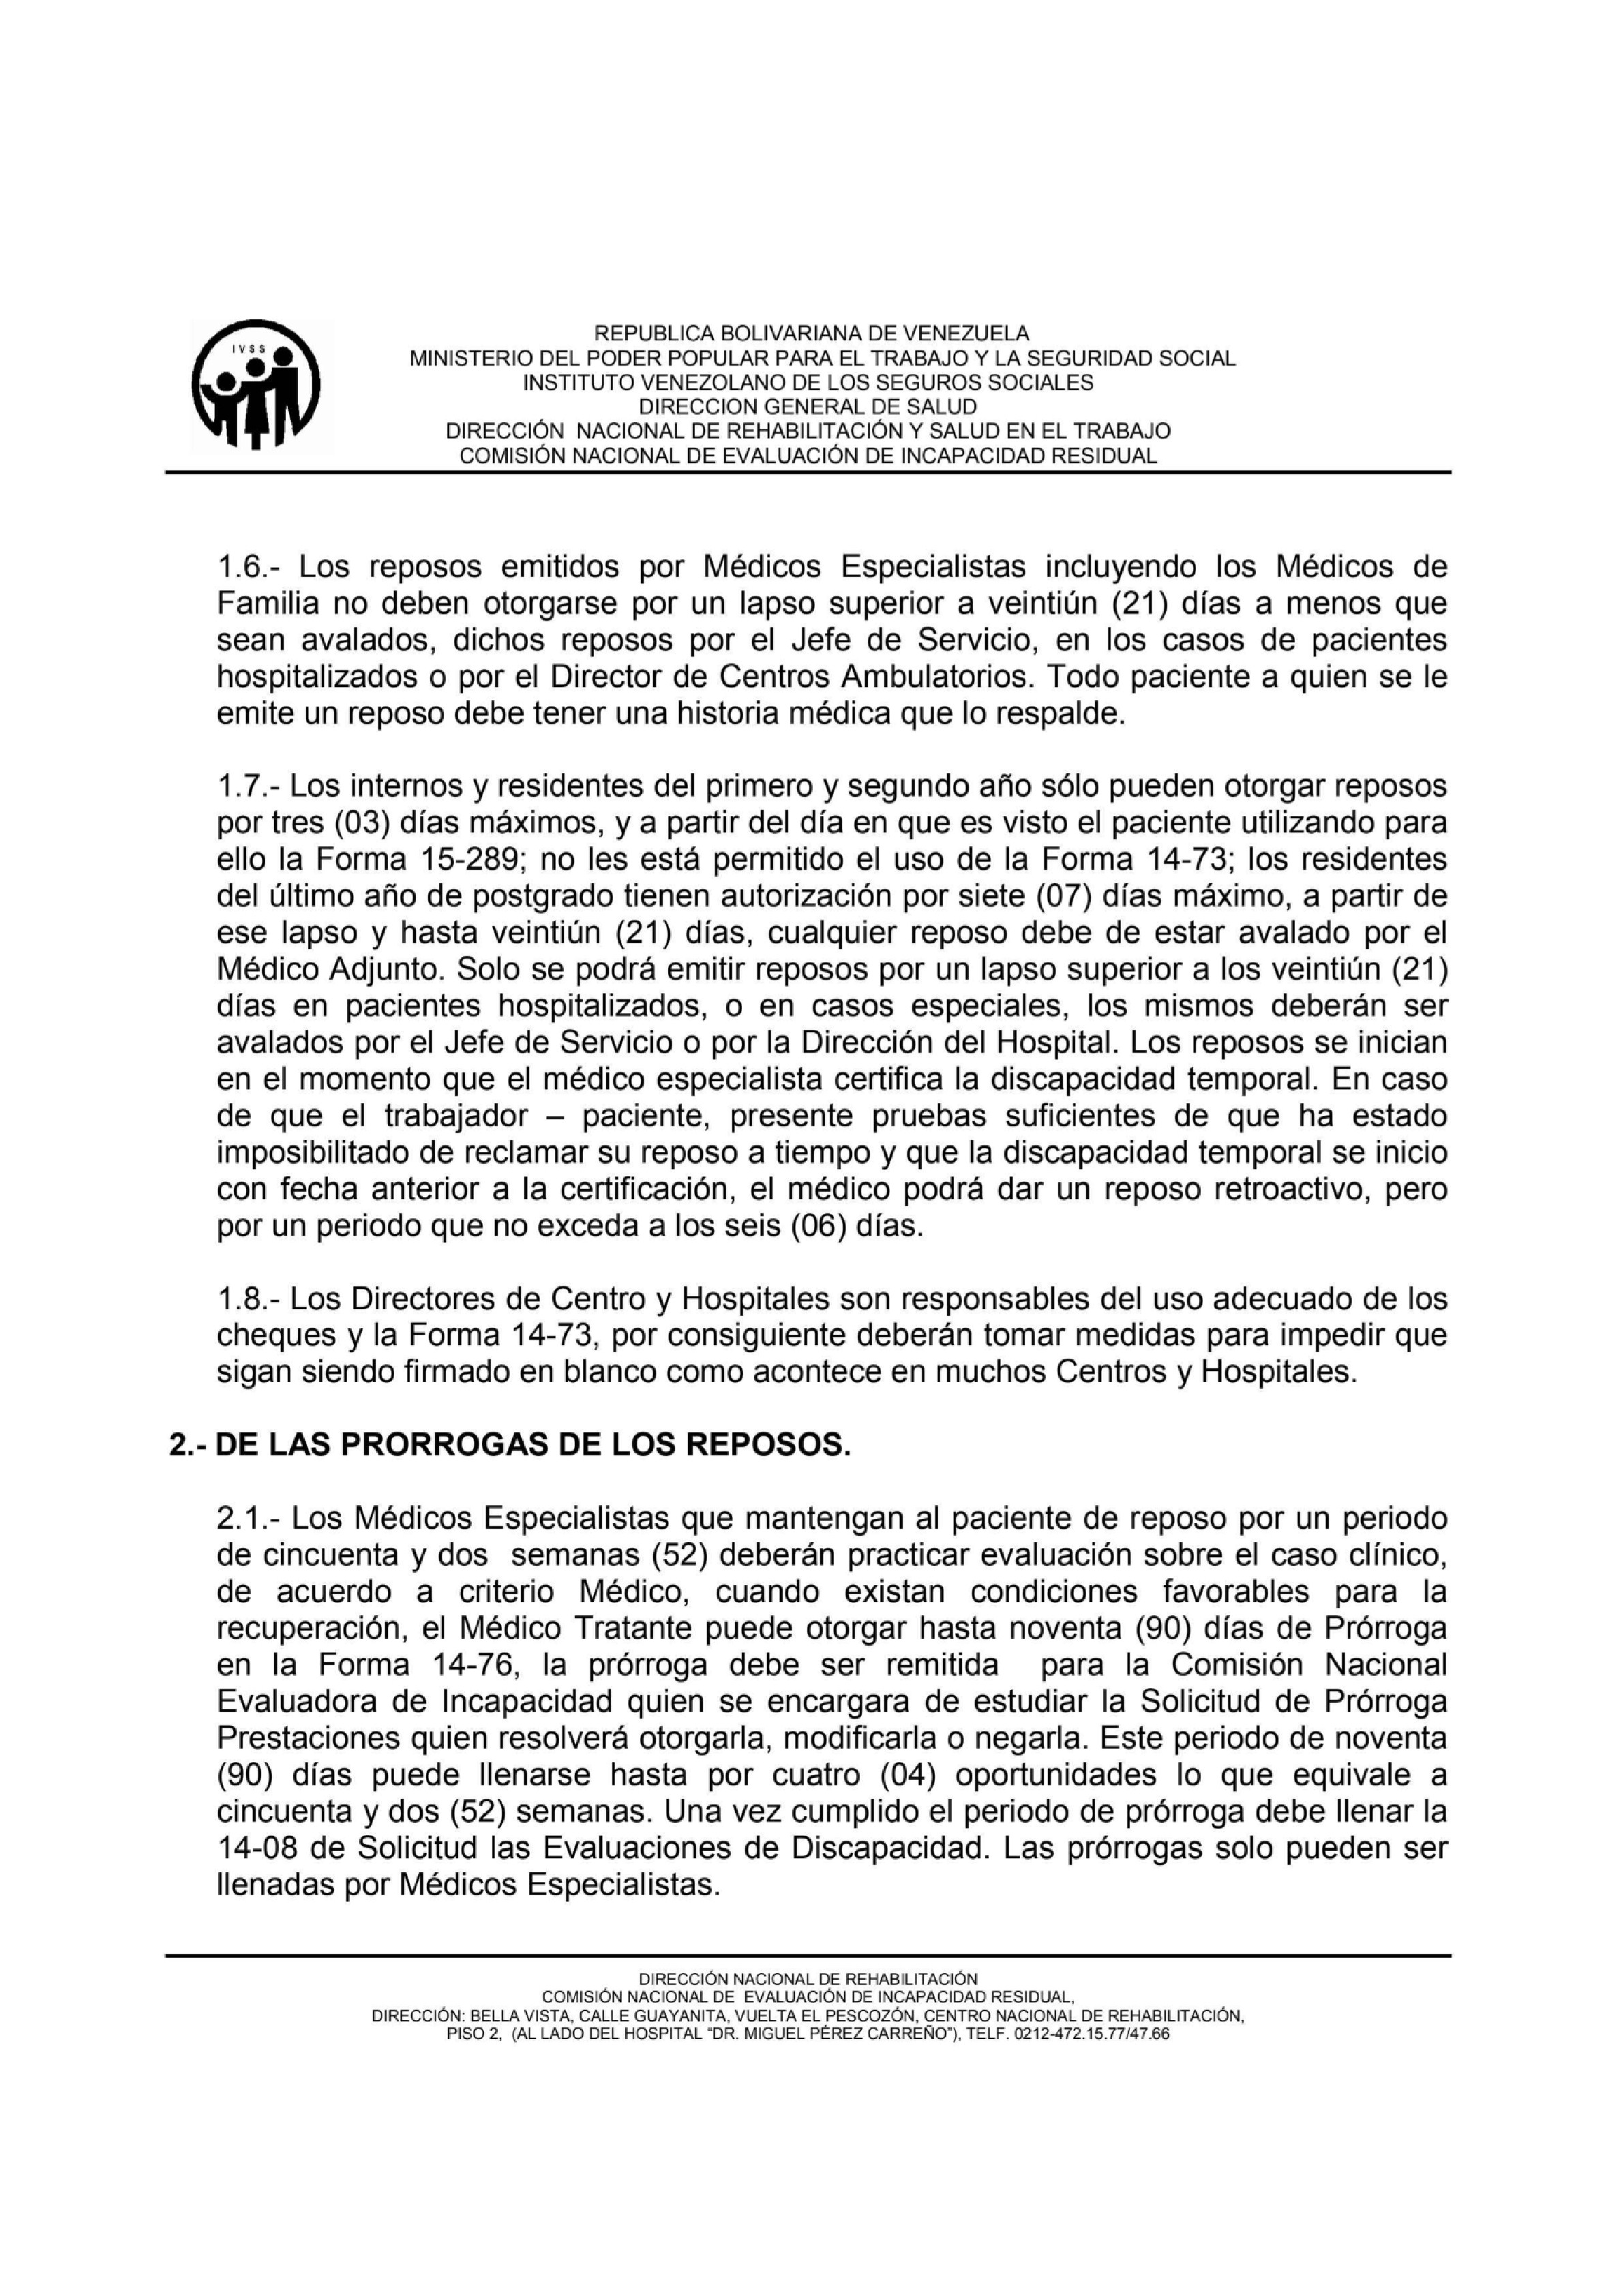 IVSS
REPUBLICA BOLIVARIANA DE VENEZUELA
MINISTERIO DEL PODER POPULAR PARA EL TRABAJO Y LA SEGURIDAD SOCIAL
INSTITUTO VENEZOLANO DE LOS SEGUROS SOCIALES
DIRECCION GENERAL DE SALUD
DIRECCIÓN NACIONAL DE REHABILITACIÓN Y SALUD EN EL TRABAJO
COMISIÓN NACIONAL DE EVALUACIÓN DE INCAPACIDAD RESIDUAL
1.6.- Los reposos emitidos por Médicos Especialistas incluyendo los Médicos de
Familia no deben otorgarse por un lapso superior a veintiún (21) días a menos que
sean avalados, dichos reposos por el Jefe de Servicio, en los casos de pacientes
hospitalizados o por el Director de Centros Ambulatorios. Todo paciente a quien se le
emite un reposo debe tener una historia médica que lo respalde.
1.7.- Los internos y residentes del primero y segundo año sólo pueden otorgar reposos
por tres (03) días máximos, y a partir del día en que es visto el paciente utilizando para
ello la Forma 15-289; no les está permitido el uso de la Forma 14-73; los residentes
del último año de postgrado tienen autorización por siete (07) días máximo, a partir de
ese lapso y hasta veintiún (21) días, cualquier reposo debe de estar avalado por el
Médico Adjunto. Solo se podrá emitir reposos por un lapso superior a los veintiún (21)
días en pacientes hospitalizados, o en casos especiales, los mismos deberán ser
avalados por el Jefe de Servicio o por la Dirección del Hospital. Los reposos se inician
en el momento que el médico especialista certifica la discapacidad temporal. En caso
de que el trabajador – paciente, presente pruebas suficientes de que ha estado
imposibilitado de reclamar su reposo a tiempo y que la discapacidad temporal se inicio
con fecha anterior a la certificación, el médico podrá dar un reposo retroactivo, pero
por un periodo que no exceda a los seis (06) días.
1.8.- Los Directores de Centro y Hospitales son responsables del uso adecuado de los
cheques y la Forma 14-73, por consiguiente deberán tomar medidas para impedir que
sigan siendo firmado en blanco como acontece en muchos Centros y Hospitales.
2.- DE LAS PRORROGAS DE LOS REPOSOS.
2.1.- Los Médicos Especialistas que mantengan al paciente de reposo por un periodo
de cincuenta y dos semanas (52) deberán practicar evaluación sobre el caso clínico,
de acuerdo a criterio Médico, cuando existan condiciones favorables para la
recuperación, el Médico Tratante puede otorgar hasta noventa (90) días de Prórroga
en la Forma 14-76, la prórroga debe ser remitida para la Comisión Nacional
Evaluadora de Incapacidad quien se encargara de estudiar la Solicitud de Prórroga
Prestaciones quien resolverá otorgarla, modificarla o negarla. Este periodo de noventa
(90) días puede llenarse hasta por cuatro (04) oportunidades lo que equivale a
cincuenta y dos (52) semanas. Una vez cumplido el periodo de prórroga debe llenar la
14-08 de Solicitud las Evaluaciones de Discapacidad. Las prórrogas solo pueden ser
llenadas por Médicos Especialistas.
DIRECCIÓN NACIONAL DE REHABILITACIÓN
COMISIÓN NACIONAL DE EVALUACIÓN DE INCAPACIDAD RESIDUAL,
DIRECCIÓN: BELLA VISTA, CALLE GUAYANITA, VUELTA EL PESCOZÓN, CENTRO NACIONAL DE REHABILITACIÓN,
PISO 2, (AL LADO DEL HOSPITAL "DR. MIGUEL PÉREZ CARREÑO"), TELF. 0212-472.15.77/47.66